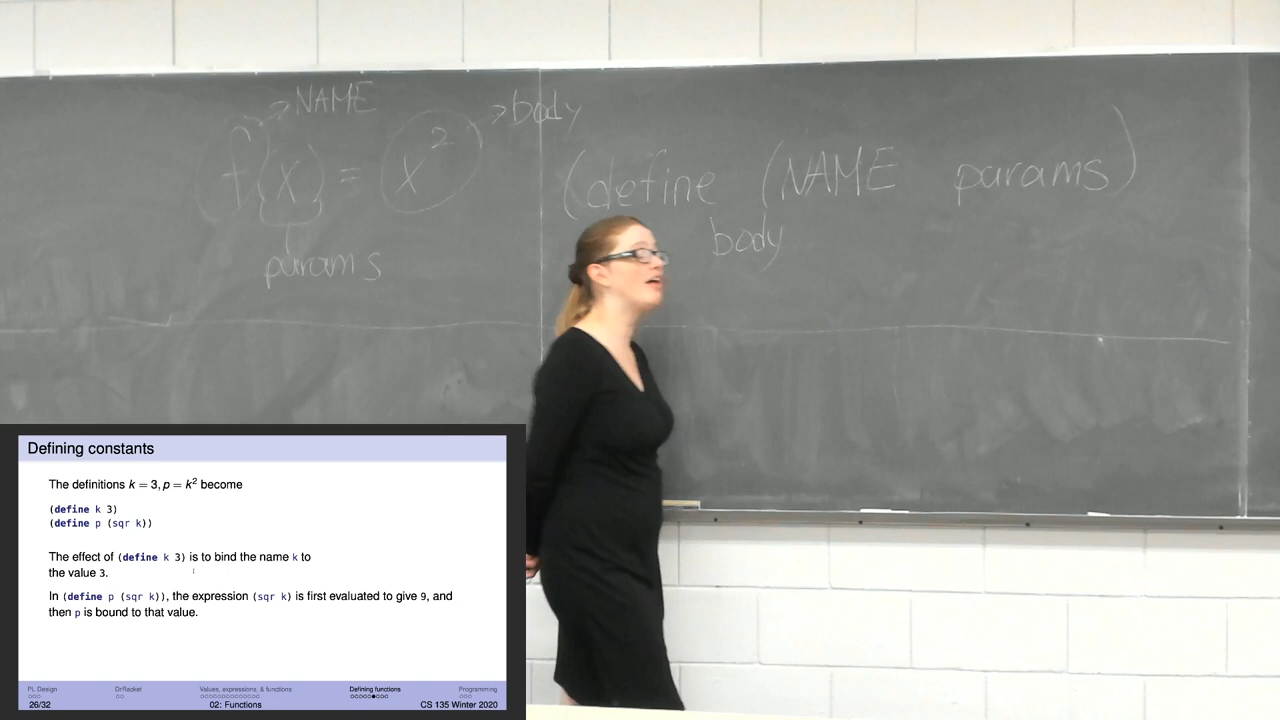 NAME
body
f(x) = x²
(define (NAME params)
body
params
Defining constants
The definitions k = 3, p = k² become
(define k 3)
(define p (sqr k))
The effect of (define k 3) is to bind the name k to
the value 3.
In (define p (sqr k)), the expression (sqr k) is first evaluated to give 9, and
then p is bound to that value.
PL Design DrRacket Values, expressions, & functions Defining functions Programming
26/32 02: Functions CS 135 Winter 2020